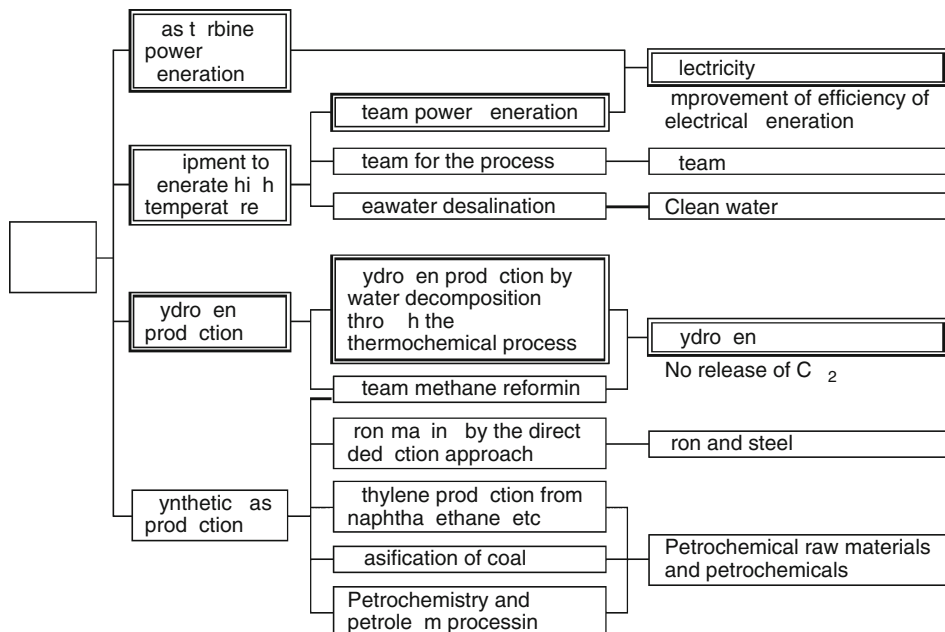 as t rbine
power
eneration
ipment to
enerate hi h
temperat re
ydro en
prod ction
ynthetic as
prod ction
team power eneration
team for the process
eawater desalination
ydro en prod ction by
water decomposition
thro h the
thermochemical process
team methane reformin
ron ma in by the direct
ded ction approach
thylene prod ction from
naphtha ethane etc
asification of coal
Petrochemistry and
petrole m processin
lectricity
mprovement of efficiency of
electrical eneration
team
Clean water
ydro en
No release of C 2
ron and steel
Petrochemical raw materials
and petrochemicals